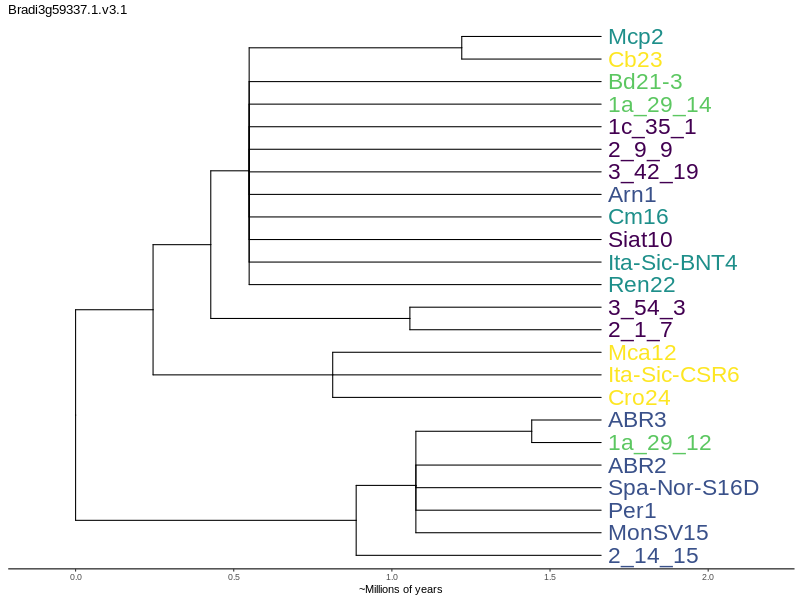 Bradi3g59337.1.v3.1
Mcp2
Cb23
Bd21-3
1a_29_14
1c_35_1
2_9_9
3_42_19
Arn1
Cm16
Siat10
Ita-Sic-BNT4
Ren22
3_54_3
2_1_7
Mca12
Ita-Sic-CSR6
Cro24
ABR3
1a_29_12
ABR2
Spa-Nor-S16D
Per1
MonSV15
2_14_15
0.0 0.5 1.0 1.5 2.0
~Millions of years